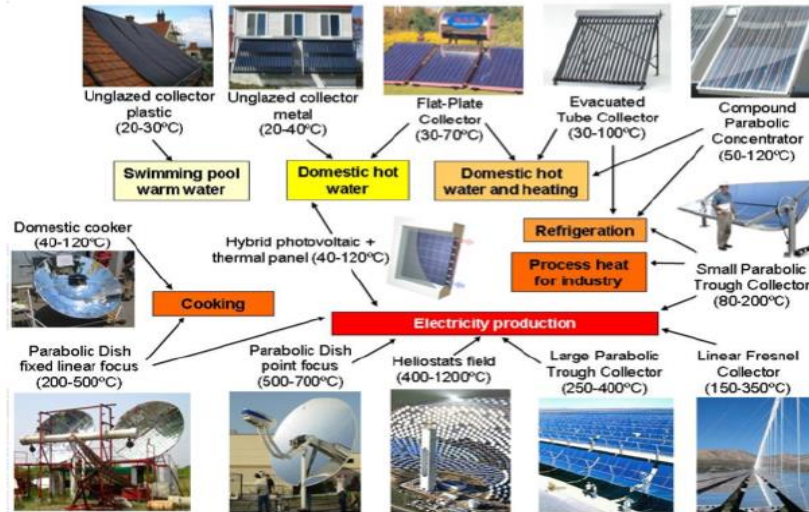 Unglazed collector
plastic
(20-30ºC)
Unglazed collector
metal
(20-40ºC)
Flat-Plate
Collector
(30-70ºC)
Evacuated
Tube Collector
(30-100ºC)
Compound
Parabolic
Concentrator
(50-120ºC)
Swimming pool
warm water
Domestic hot
water
Domestic hot
water and heating
Domestic cooker
(40-120ºC)
Hybrid photovoltaic +
thermal panel (40-120ºC)
Refrigeration
Process heat
for industry
Small Parabolic
Trough Collector
(80-200ºC)
Cooking
Electricity production
Parabolic Dish
fixed linear focus
(200-500ºC)
Parabolic Dish
point focus
(500-700ºC)
Heliostats field
(400-1200ºC)
Large Parabolic
Trough Collector
(250-400ºC)
Linear Fresnel
Collector
(150-350ºC)